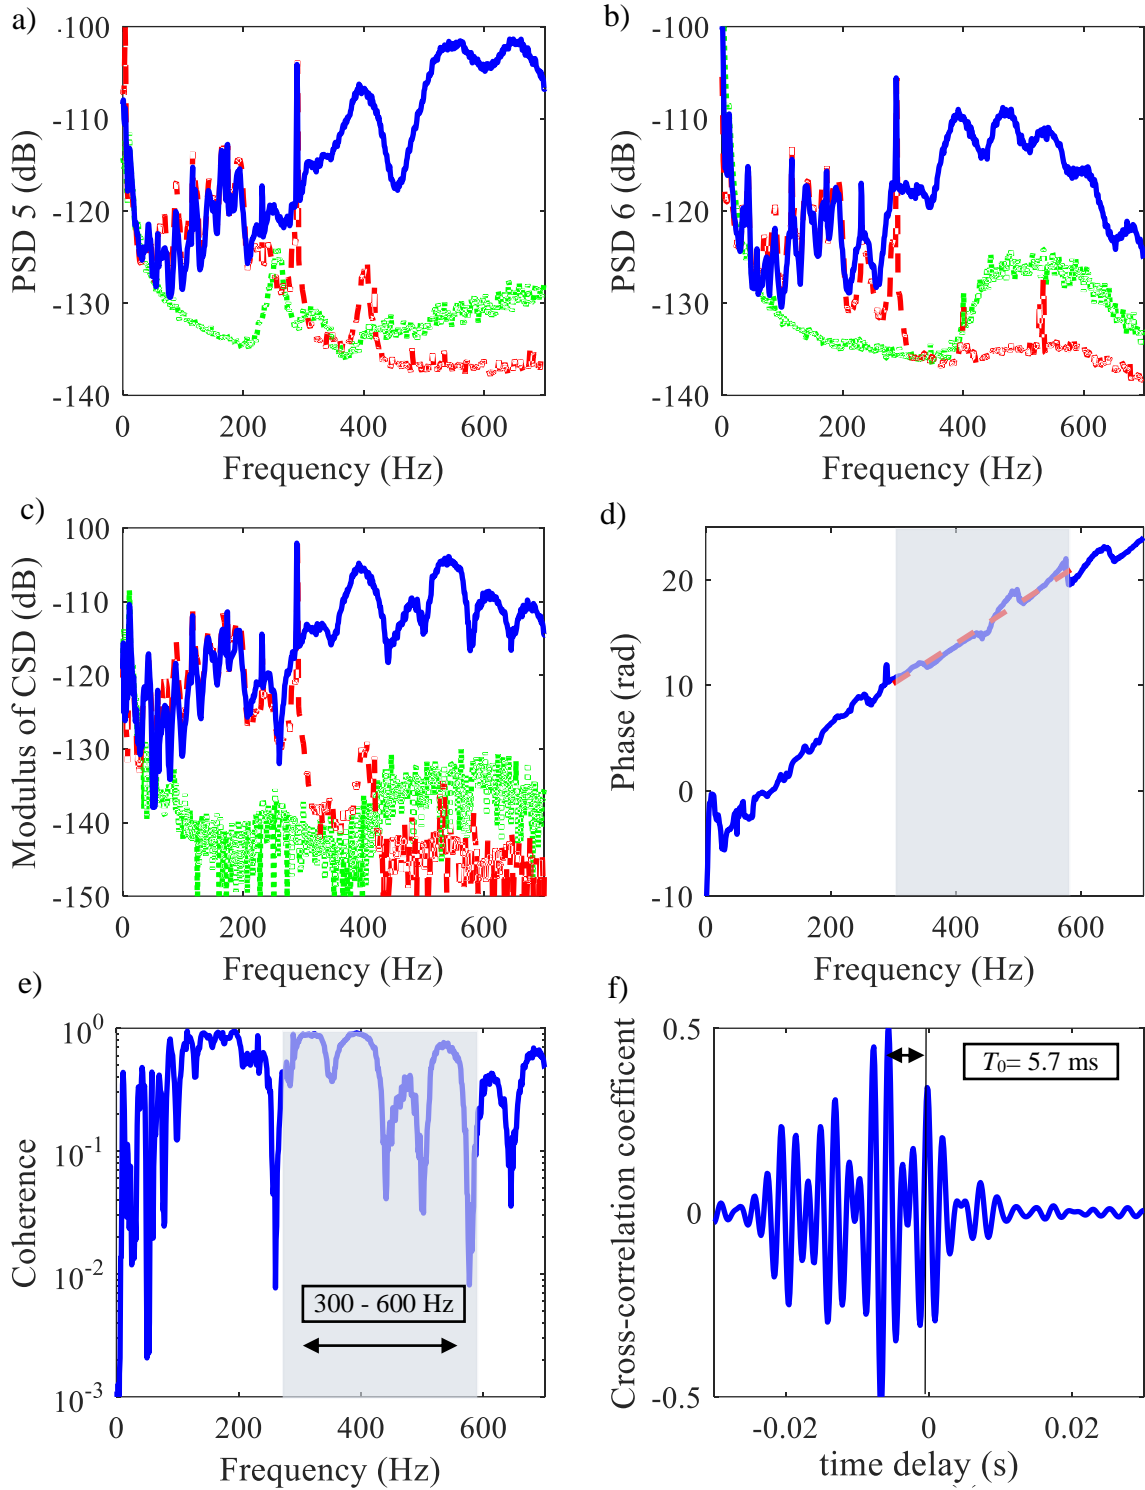 a)
-100
-110
-120
-130
-140
PSD 5 (dB)
0
200
400
600
Frequency (Hz)
b)
-100
-110
-120
-130
-140
PSD 6 (dB)
0
200
400
600
Frequency (Hz)
c)
-100
-110
-120
-130
-140
-150
Modulus of CSD (dB)
0
200
400
600
Frequency (Hz)
d)
20
10
0
-10
Phase (rad)
0
200
400
600
Frequency (Hz)
e)
10^0
10^-1
10^-2
10^-3
Coherence
300 - 600 Hz
0
200
400
600
Frequency (Hz)
f)
0.5
0
-0.5
Cross-correlation coefficent
T0= 5.7 ms
-0.02
0
0.02
time delay (s)